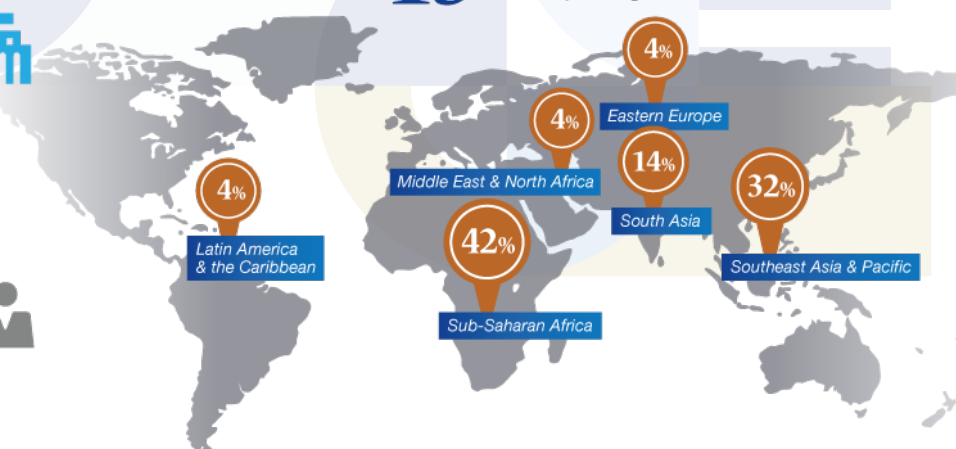 4%
Eastern Europe
4%
Middle East & North Africa
14%
South Asia
4%
Latin America
& the Caribbean
32%
Southeast Asia & Pacific
42%
Sub-Saharan Africa